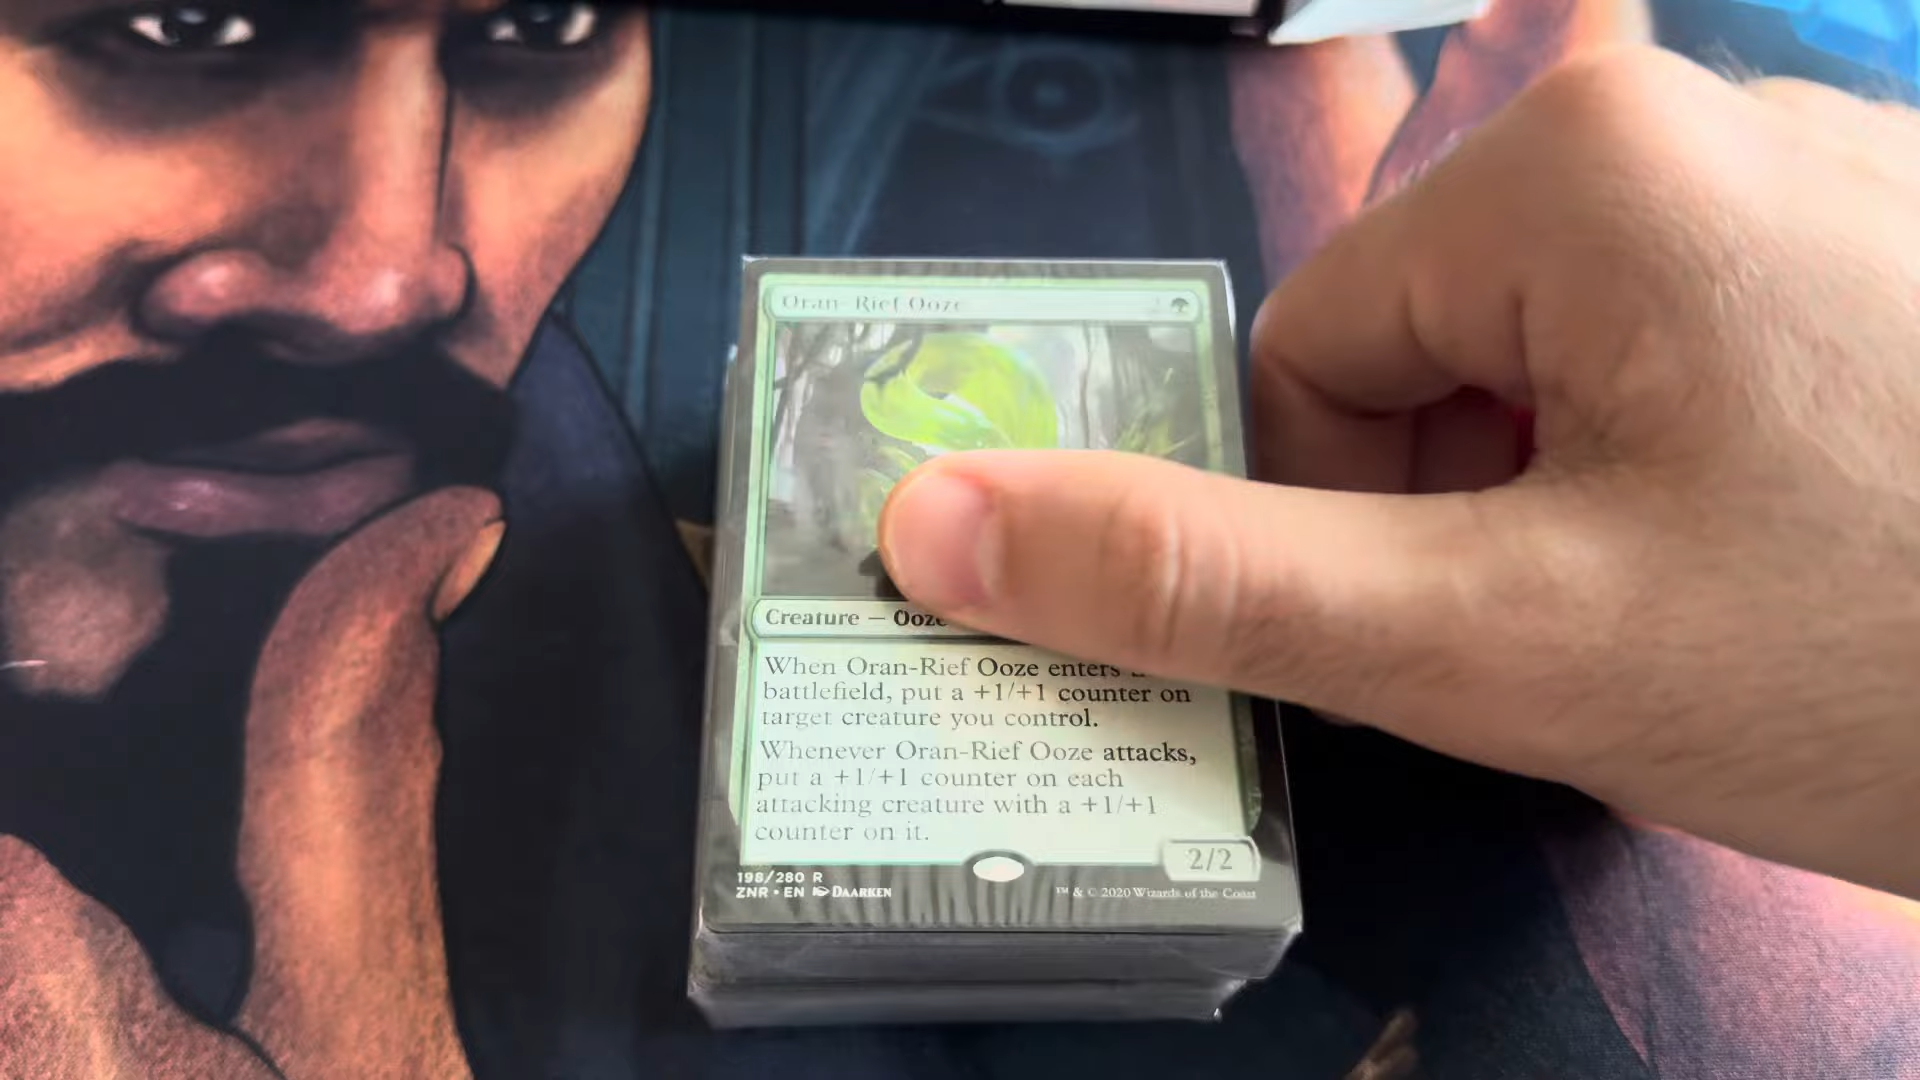 Oran-Rief Ooze 2
Creature — Ooze
When Oran-Rief Ooze enters
battlefield, put a +1/+1 counter on
target creature you control.
Whenever Oran-Rief Ooze attacks,
put a +1/+1 counter on each
attacking creature with a +1/+1
counter on it.
2/2
198/280 R
ZNR • EN DAARKEN
™ & © 2020 Wizards of the Coast